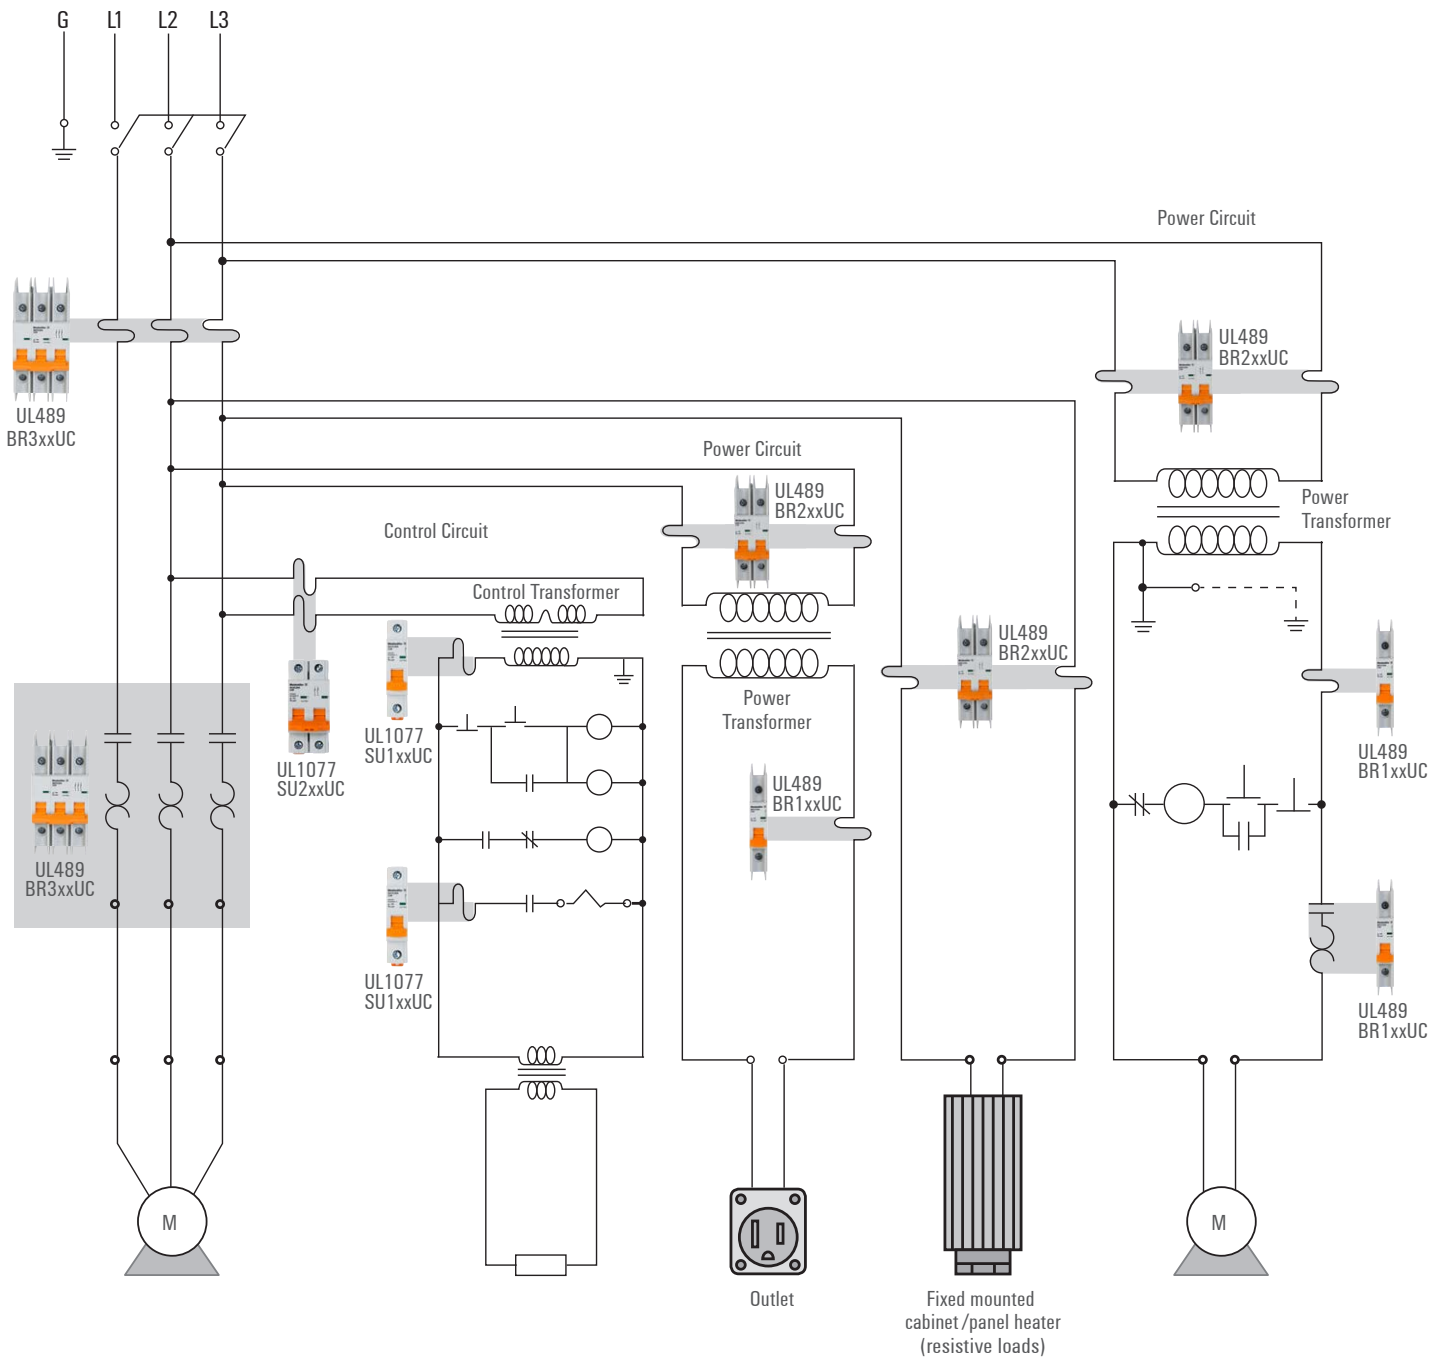 G
L1
L2
L3
Power Circuit
UL489
BR2xxUC
UL489
BR3xxUC
Power Circuit
UL489
BR2xxUC
Power
Transformer
Control Circuit
Control Transformer
UL489
BR2xxUC
Power
Transformer
UL1077
SU1xxUC
UL1077
SU2xxUC
UL489
BR1xxUC
UL489
BR1xxUC
UL489
BR3xxUC
UL1077
SU1xxUC
UL489
BR1xxUC
M
M
Outlet
Fixed mounted
cabinet/panel heater
(resistive loads)